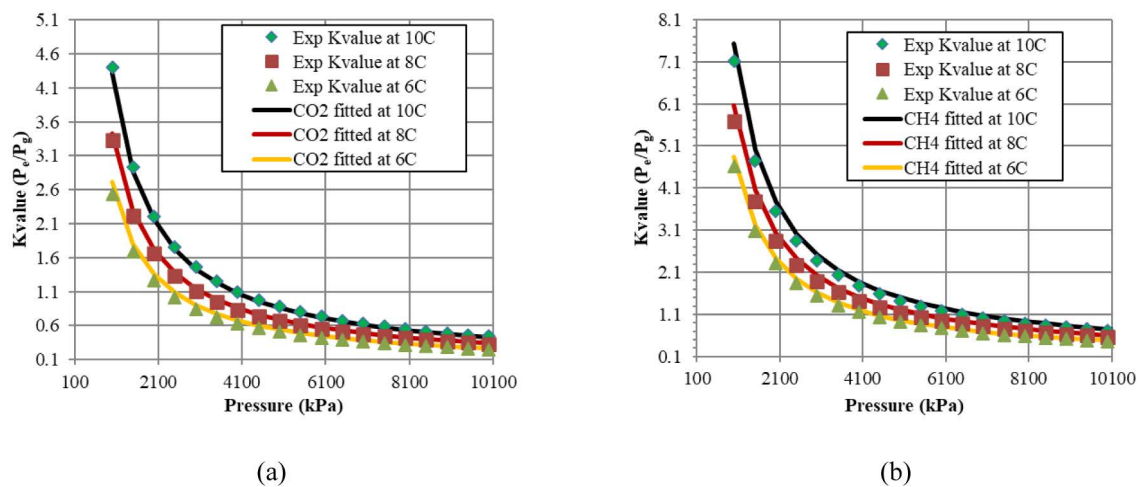 5.1
4.6
4.1
3.6
3.1
2.6
2.1
1.6
1.1
0.6
0.1
Kvalue (Pe/Pg)
Exp Kvalue at 10C
Exp Kvalue at 8C
Exp Kvalue at 6C
CO2 fitted at 10C
CO2 fitted at 8C
CO2 fitted at 6C
100 2100 4100 6100 8100 10100
Pressure (kPa)
(a)
8.1
7.1
6.1
5.1
4.1
3.1
2.1
1.1
0.1
Kvalue (Pe/Pg)
Exp Kvalue at 10C
Exp Kvalue at 8C
Exp Kvalue at 6C
CH4 fitted at 10C
CH4 fitted at 8C
CH4 fitted at 6C
100 2100 4100 6100 8100 10100
Pressure (kPa)
(b)